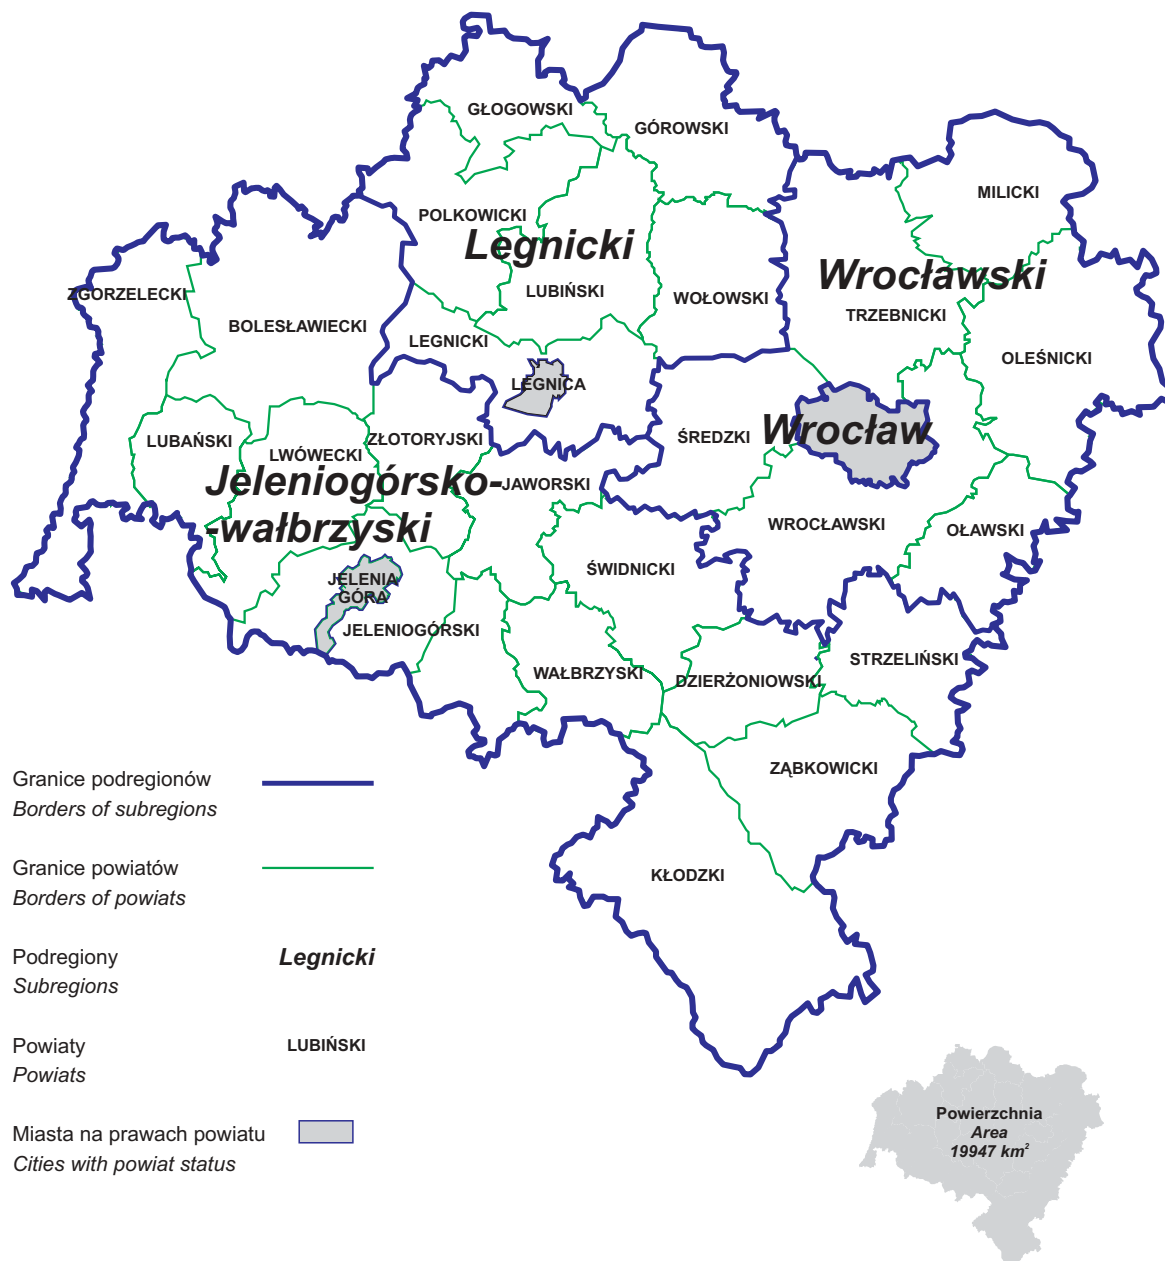 GŁOGOWSKI
GÓROWSKI
MILICKI
POLKOWICKI
Legnicki
Wrocławski
ZGORZELECKI
LUBIŃSKI
WOŁOWSKI
TRZEBNICKI
BOLESŁAWIECKI
LEGNICKI
OLEŚNICKI
LEGNICA
LUBAŃSKI
LWÓWECKI
ZŁOTORYJSKI
ŚREDZKI
Wrocław
Jeleniogórsko-
-wałbrzyski
JAWORSKI
WROCŁAWSKI
OŁAWSKI
ŚWIDNICKI
JELENIA
GÓRA
JELENIOGÓRSKI
WAŁBRZYSKI
DZIERŻONIOWSKI
STRZELIŃSKI
ZĄBKOWICKI
KŁODZKI
Granice podregionów
Borders of subregions
Granice powiatów
Borders of powiats
Podregiony
Subregions
Legnicki
Powiaty
Powiats
LUBIŃSKI
Miasta na prawach powiatu
Cities with powiat status
Powierzchnia
Area
19947 km²